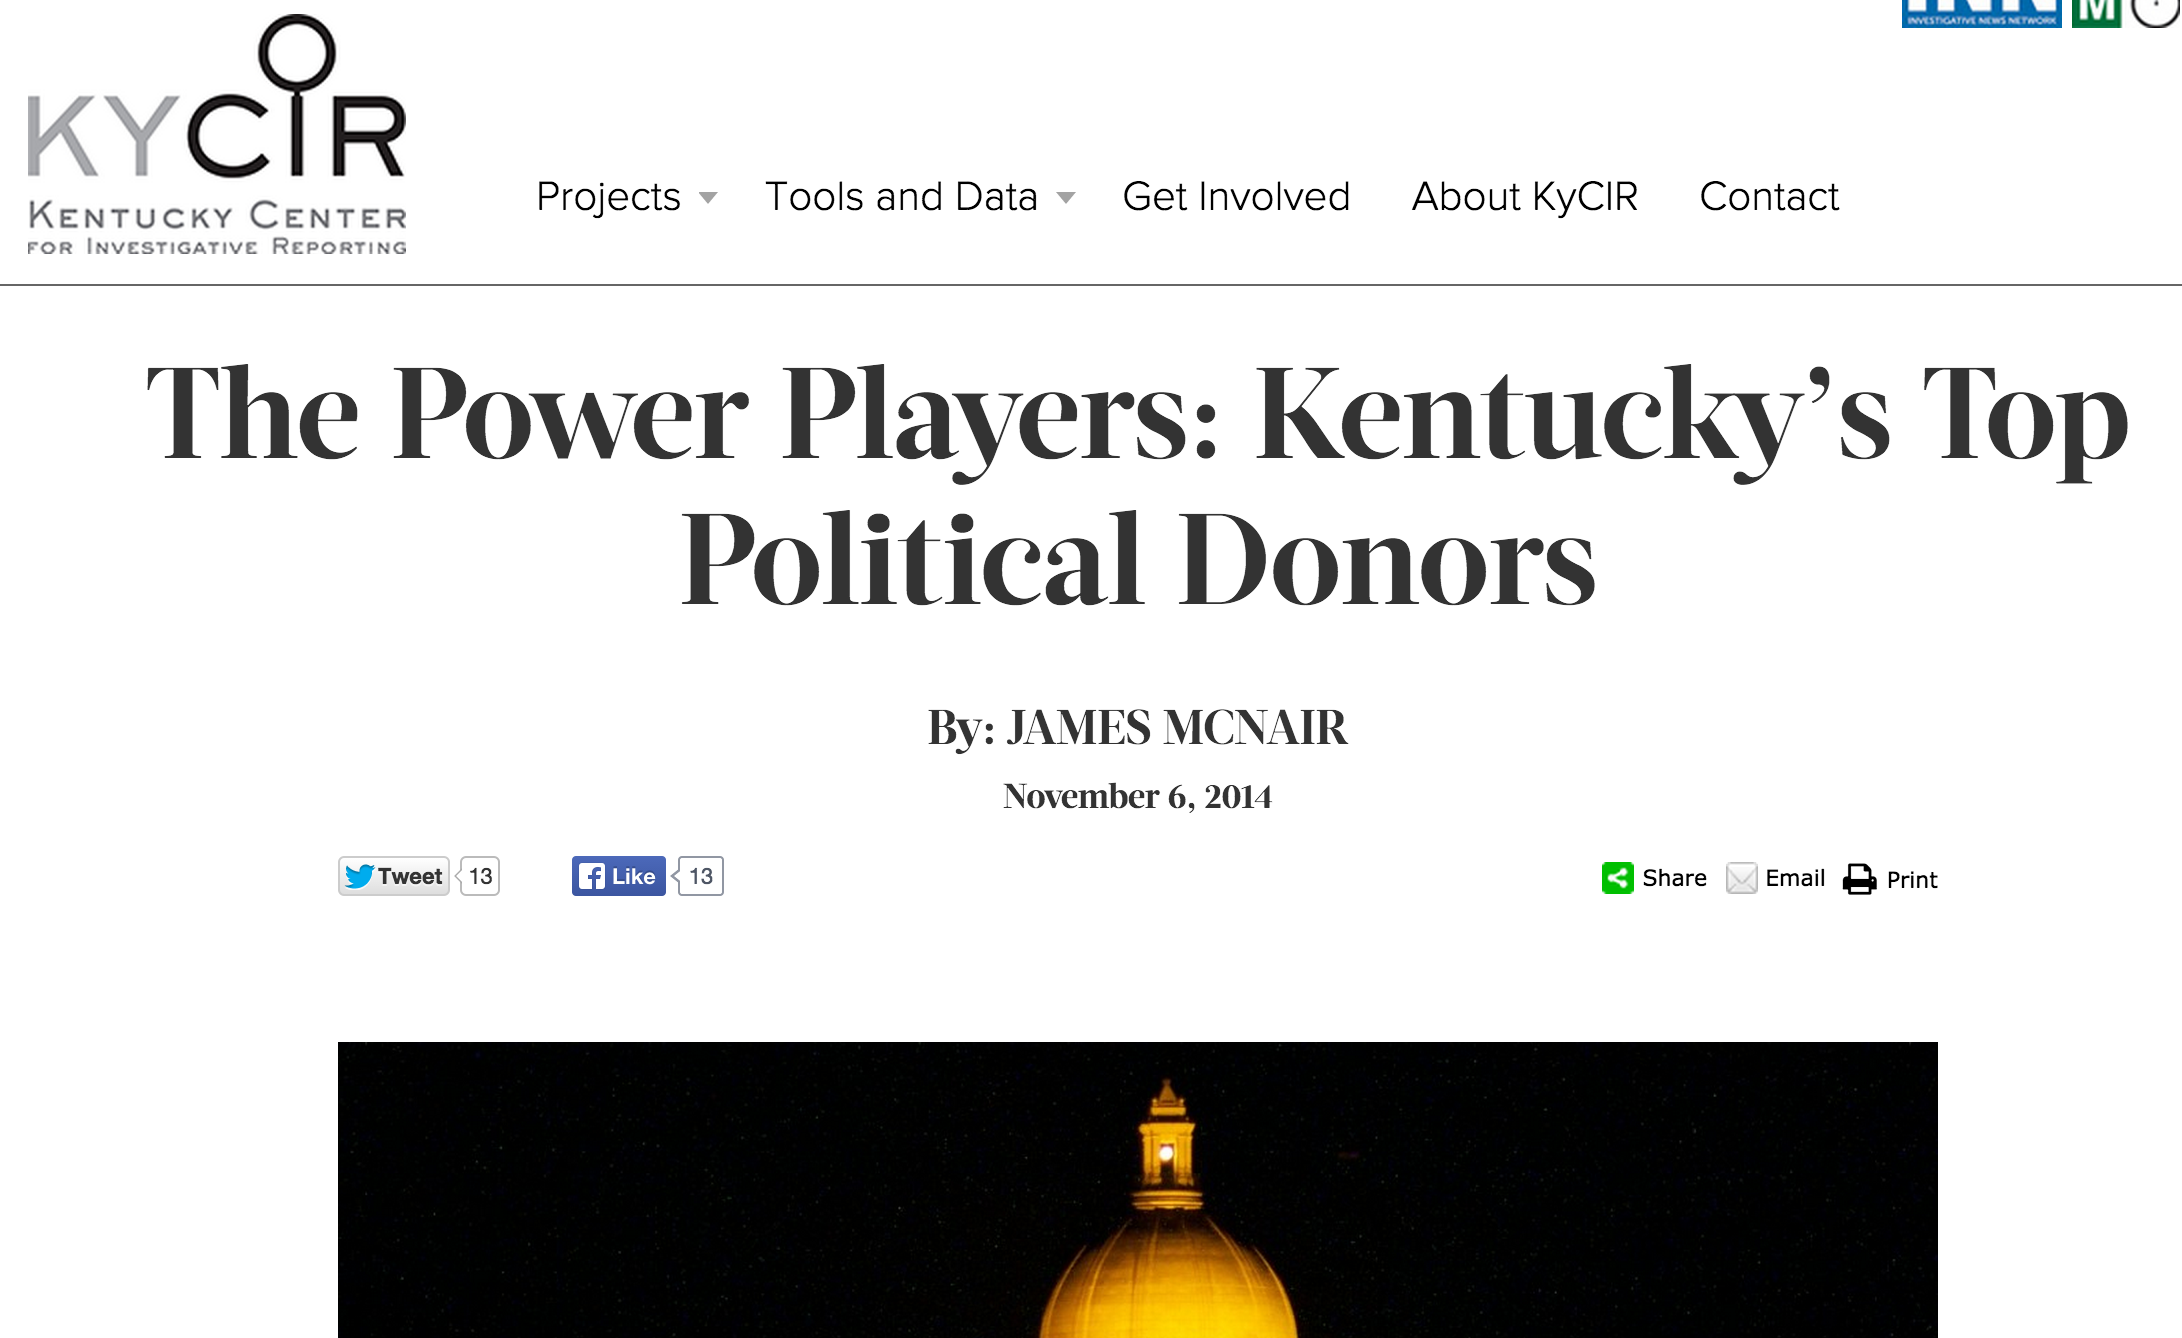 INN
INVESTIGATIVE NEWS NETWORK
M
KYCIR
KENTUCKY CENTER
FOR INVESTIGATIVE REPORTING
Projects Tools and Data Get Involved About KyCIR Contact
The Power Players: Kentucky’s Top
Political Donors
By: JAMES MCNAIR
November 6, 2014
Tweet 13 Like 13 Share Email Print